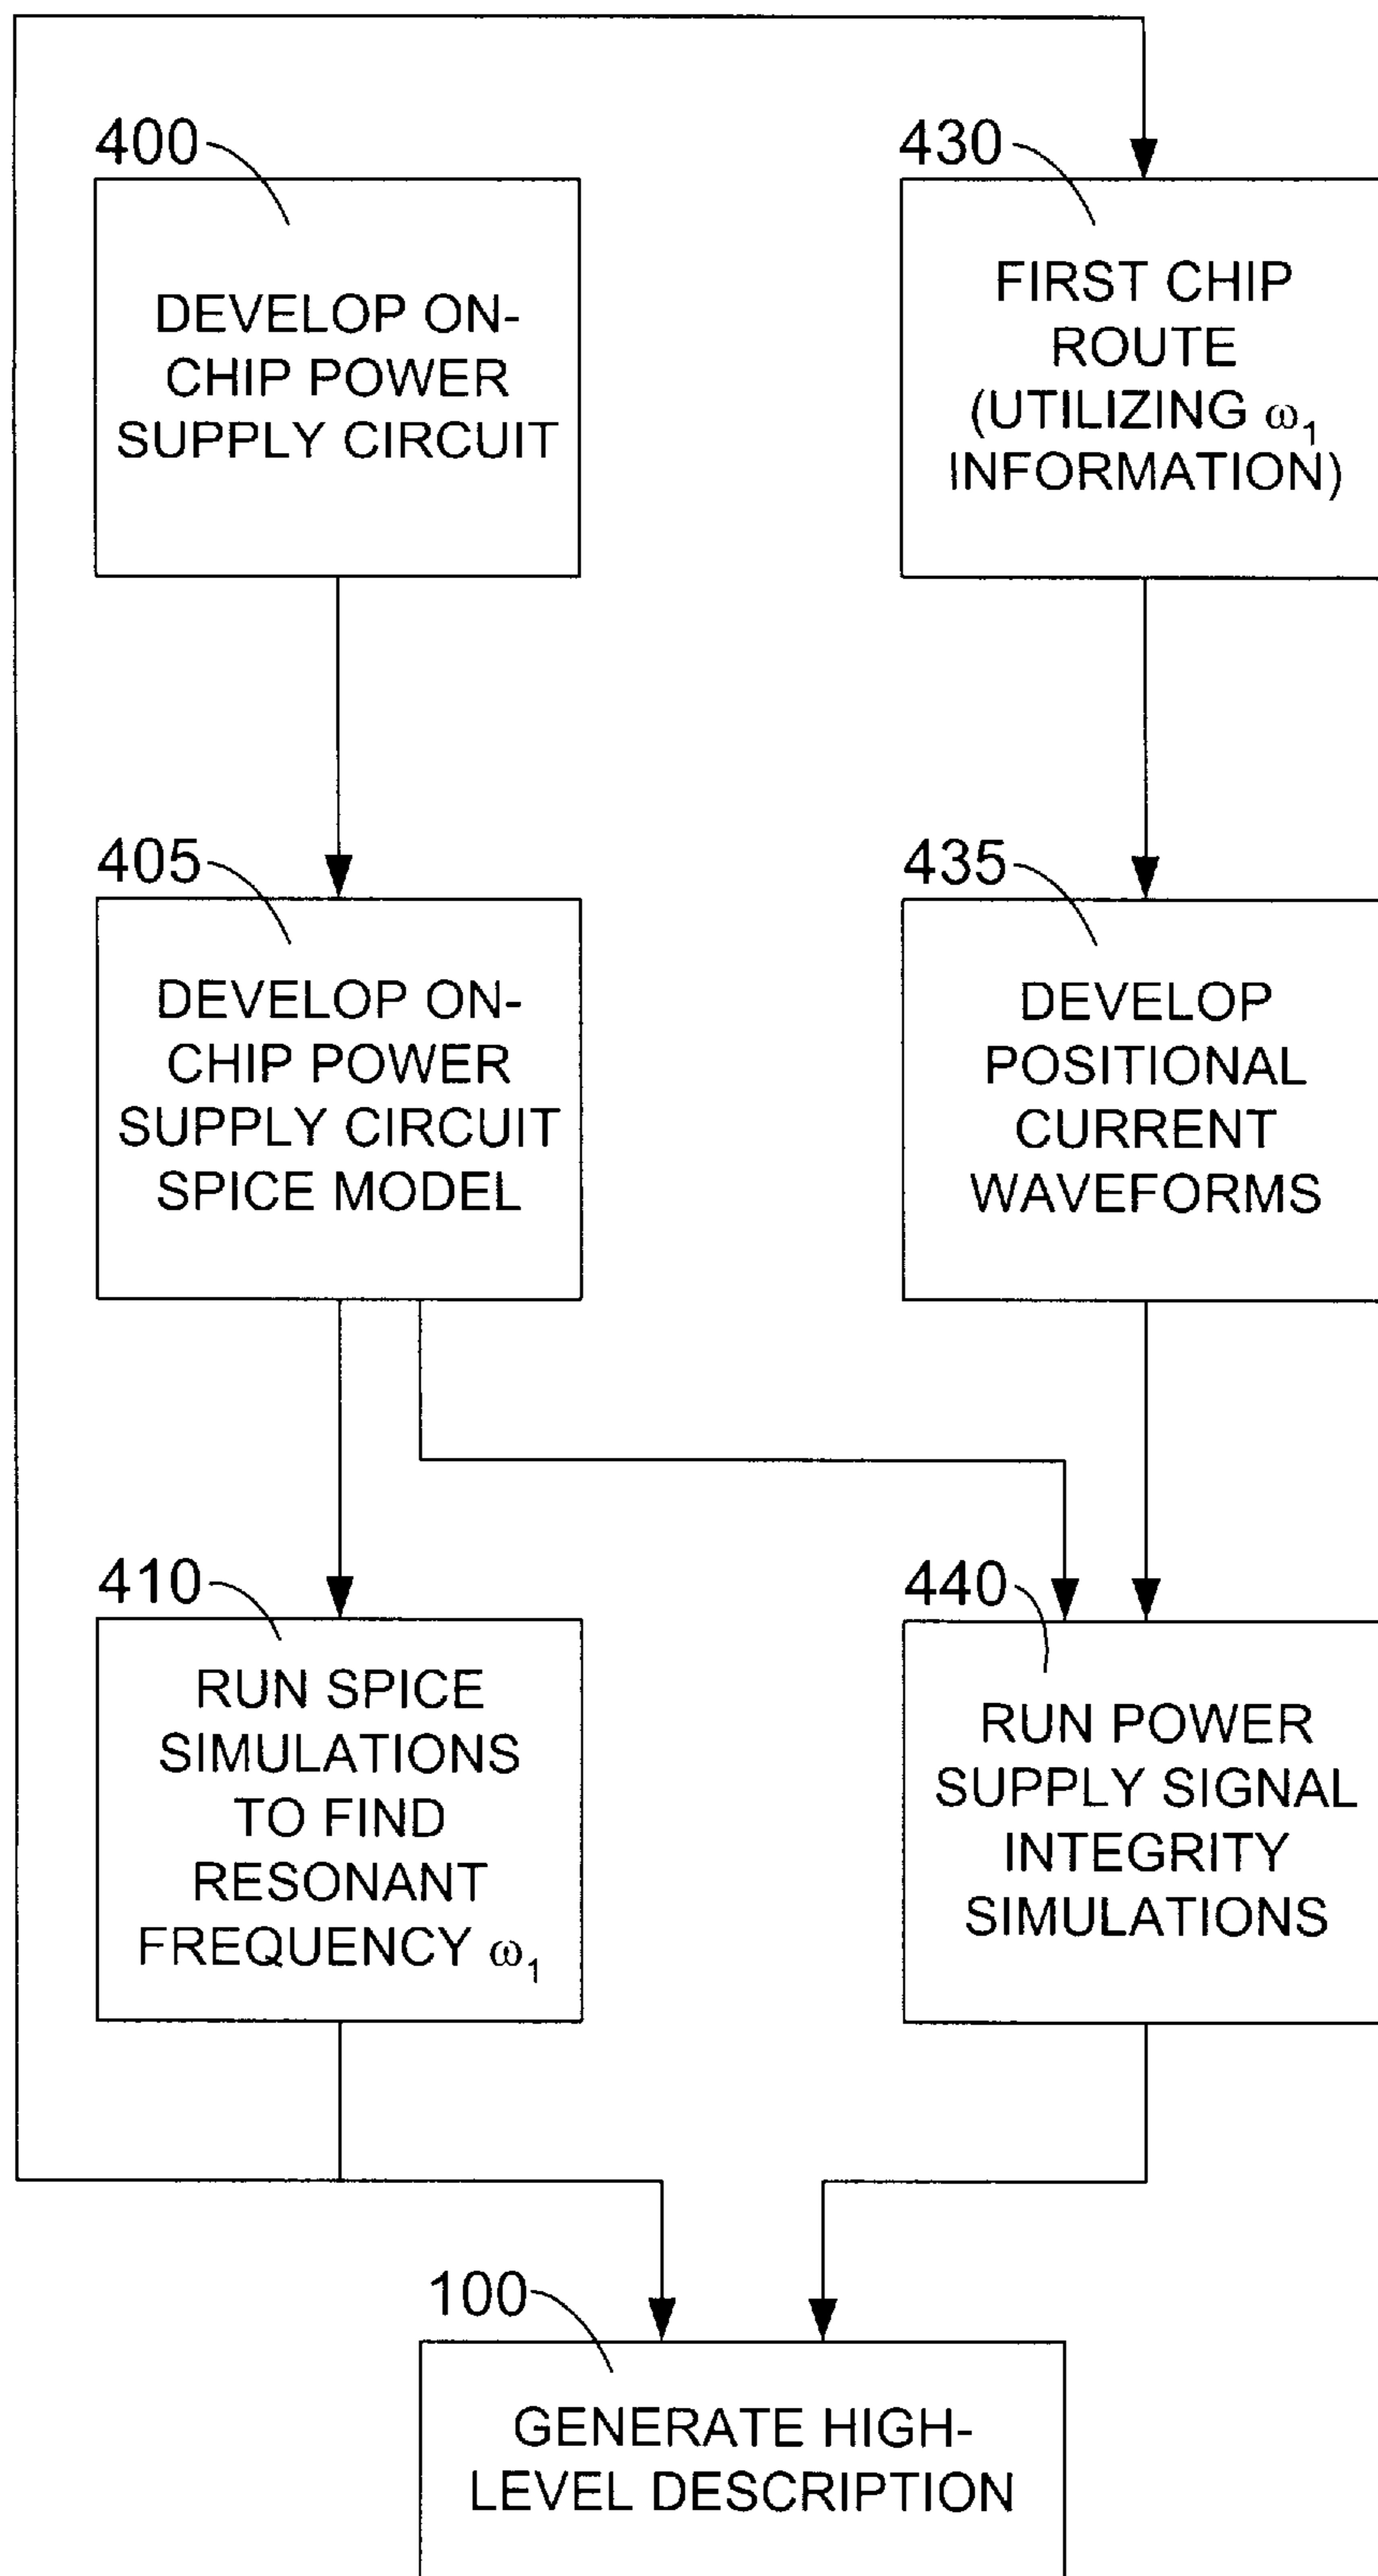 400
DEVELOP ON-
CHIP POWER
SUPPLY CIRCUIT
430
FIRST CHIP
ROUTE
(UTILIZING ω₁
INFORMATION)
405
DEVELOP ON-
CHIP POWER
SUPPLY CIRCUIT
SPICE MODEL
435
DEVELOP
POSITIONAL
CURRENT
WAVEFORMS
410
RUN SPICE
SIMULATIONS
TO FIND
RESONANT
FREQUENCY ω₁
440
RUN POWER
SUPPLY SIGNAL
INTEGRITY
SIMULATIONS
100
GENERATE HIGH-
LEVEL DESCRIPTION